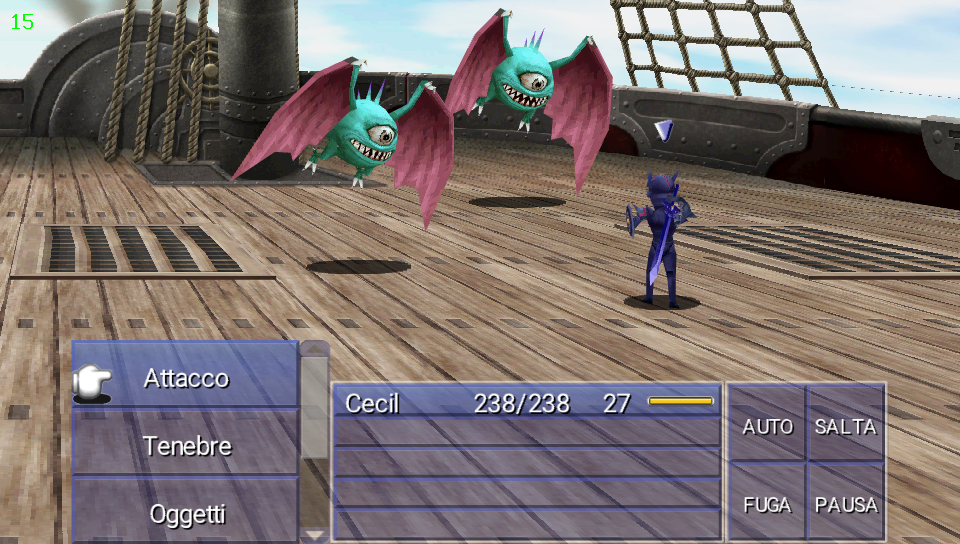 15
Attacco
Tenebre
Oggetti
Cecil 238/238 27
AUTO SALTA
FUGA PAUSA